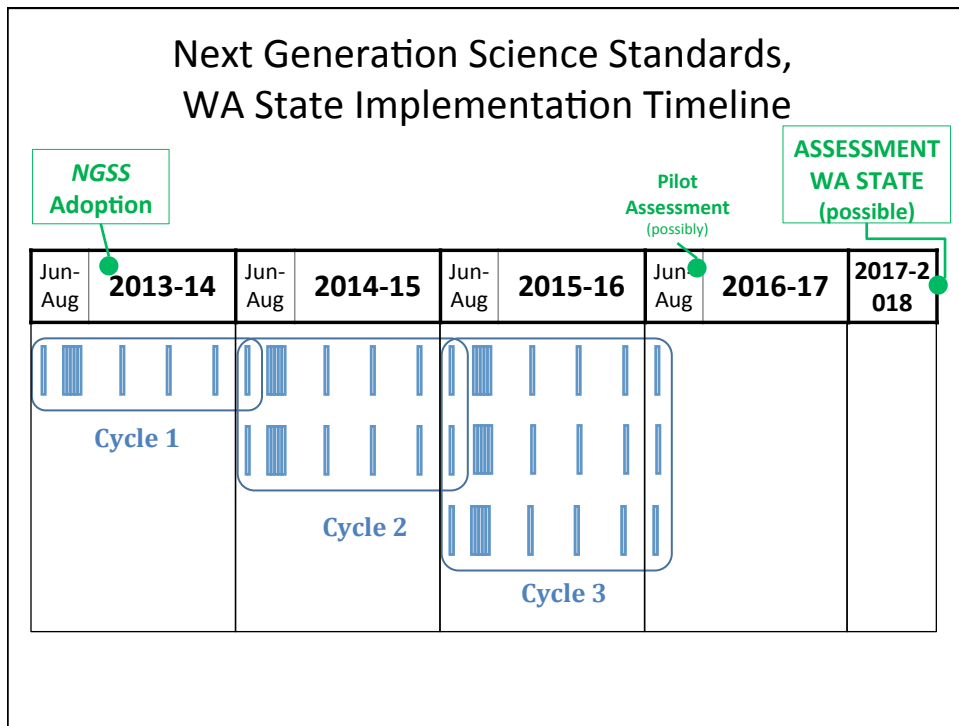 Next Generation Science Standards,
WA State Implementation Timeline
NGSS
Adoption
Pilot
Assessment
(possibly)
ASSESSMENT
WA STATE
(possible)
Jun-
Aug
2013-14
Jun-
Aug
2014-15
Jun-
Aug
2015-16
Jun-
Aug
2016-17
2017-2
018
Cycle 1
Cycle 2
Cycle 3